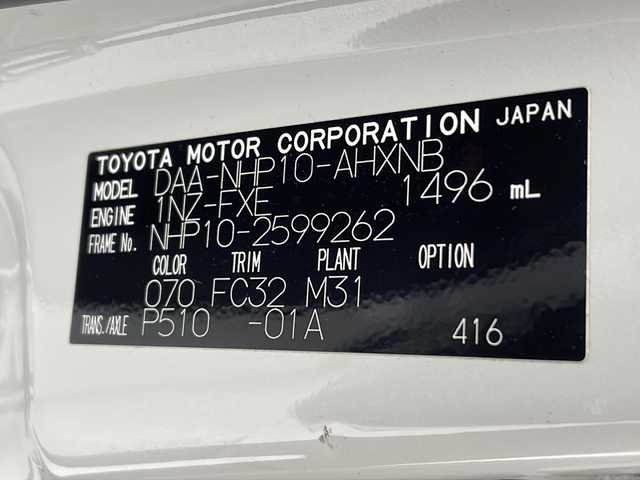 TOYOTA MOTOR CORPORATION JAPAN
MODEL DAA-NHP10-AHXNB
ENGINE 1NZ-FXE 1496 mL
FRAME No. NHP10-2599262
COLOR TRIM PLANT OPTION
070 FC32 M31
TRANS./AXLE P510 -01A 416